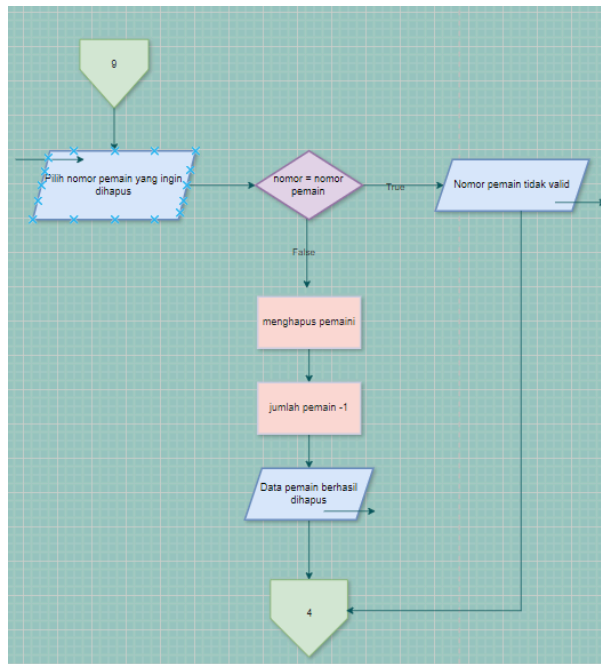 9
Pilih nomor pemain yang ingin
dihapus
nomor = nomor
pemain
True
Nomor pemain tidak valid
False
menghapus pemaini
jumlah pemain -1
Data pemain berhasil
dihapus
4